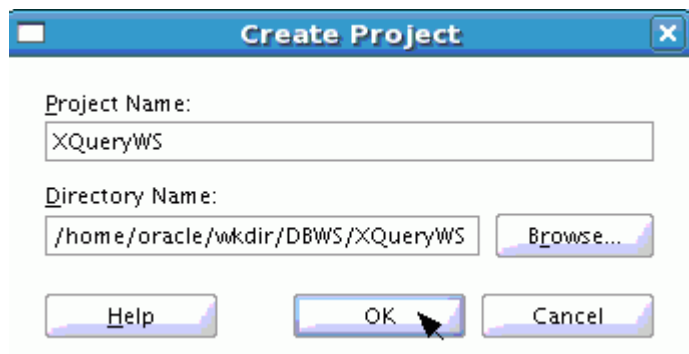 Create Project
Project Name:
XQueryWS
Directory Name:
/home/oracle/wkdir/DBWS/XQueryWS
Browse...
Help
OK
Cancel